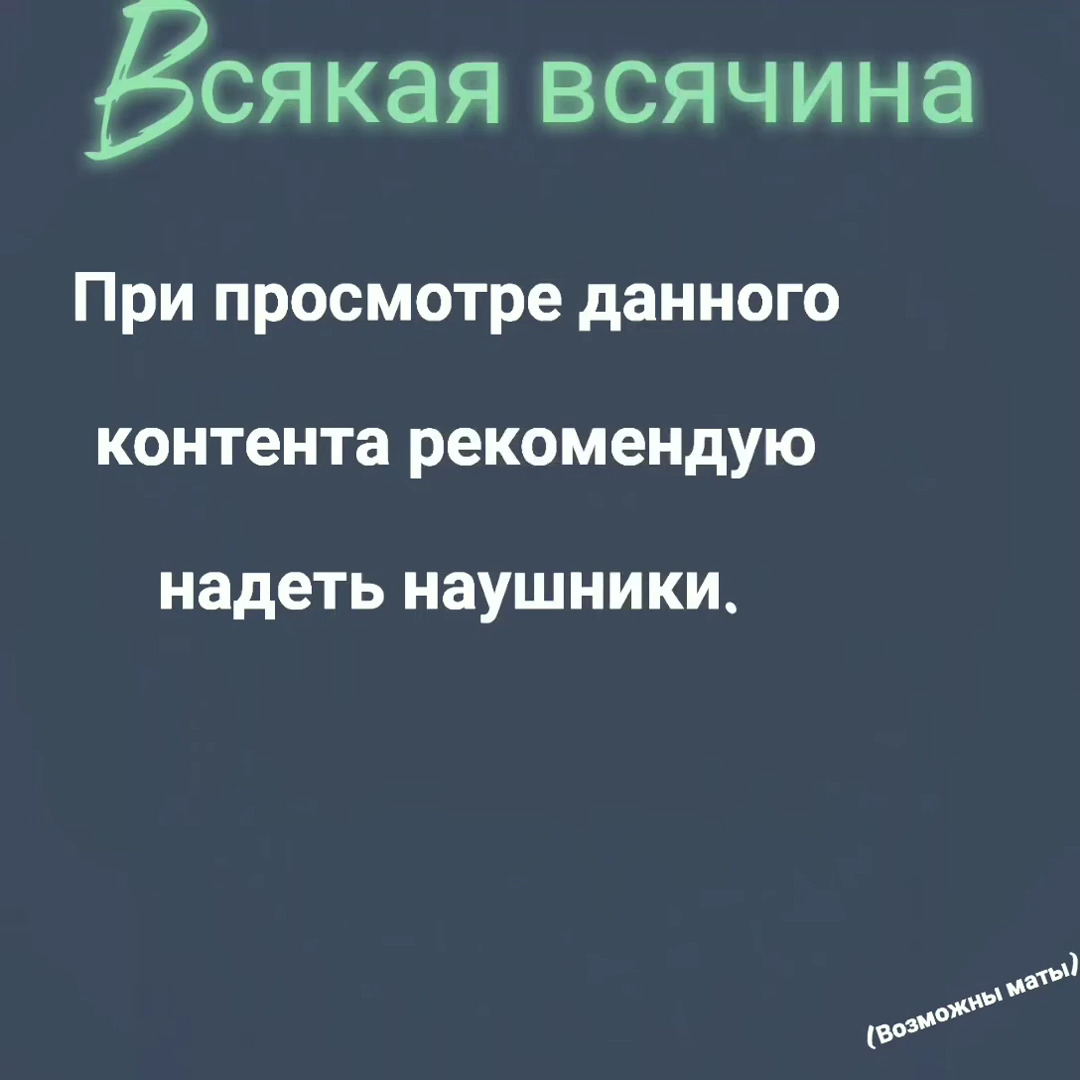 Всякая всячина
При просмотре данного
контента рекомендую
надеть наушники.
(Возможны маты)